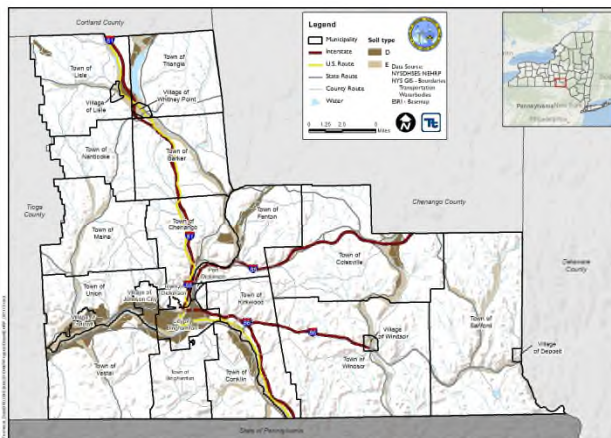 Cortland County
Legend
Municipality
Interstate
U.S. Route
State Route
County Route
Water
Soil type
D
E
Data Source:
NYSDHSES NEHRP
NYS GIS - Boundaries
Transportation
Waterbodies
ESRI - Basemap
Miles
Pennsylvania
New York
Town of
Lisle
Town of
Triangle
Village of
Lisle
Village of
Whitney Point
Town of
Nanticoke
Town of
Barker
Tioga
County
Chenango County
Town of
Maine
Town of
Chenango
Town of
Fenton
Town of
Colesville
Delaware
County
Port
Dickinson
Town of
Union
Village of
Johnson City
Town of
Kirkwood
Town of
Sanford
Village of
Windsor
Village
of Deposit
Town of
Vestal
Town of
Binghamton
Town of
Conklin
Town of
Windsor
State of Pennsylvania